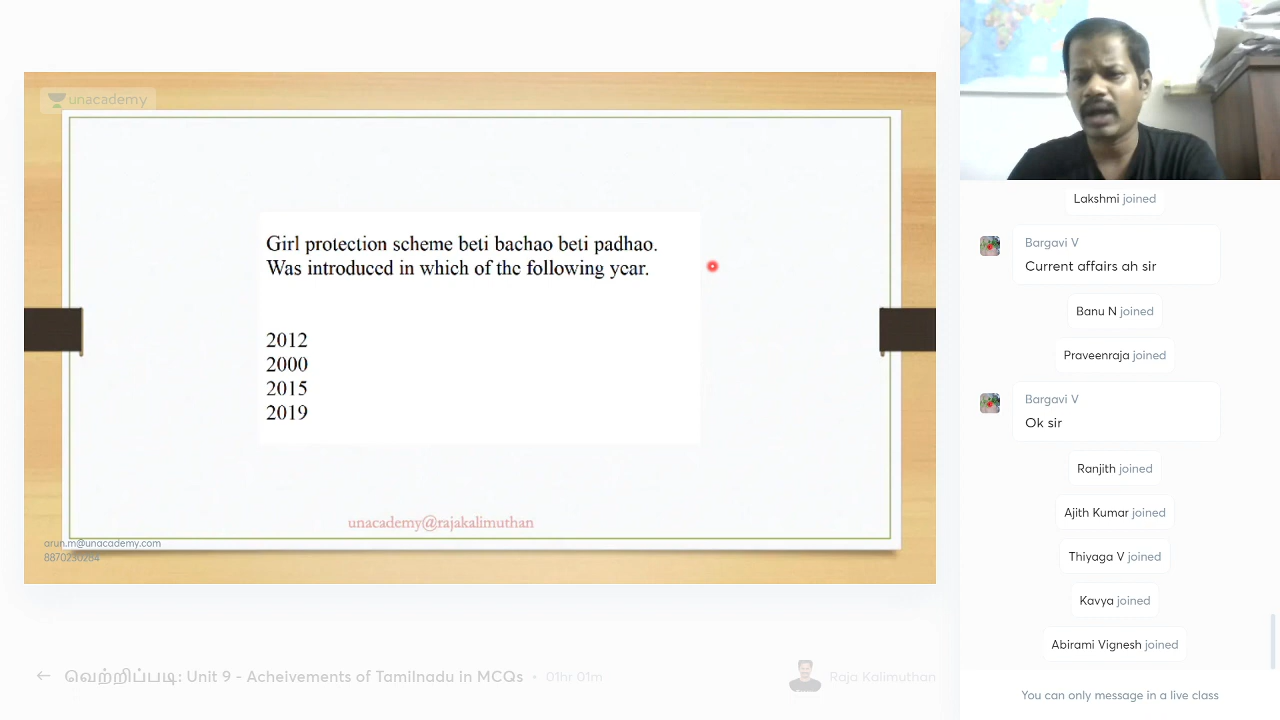 unacademy
Girl protection scheme beti bachao beti padhao.
Was introduced in which of the following year.
2012
2000
2015
2019
unacademy@rajakalimuthan
arun.m@unacademy.com
8870230284
வெற்றிப்படி: Unit 9 - Acheivements of Tamilnadu in MCQs • 01hr 01m
Raja Kalimuthan
Lakshmi joined
Bargavi V
Current affairs ah sir
Banu N joined
Praveenraja joined
Bargavi V
Ok sir
Ranjith joined
Ajith Kumar joined
Thiyaga V joined
Kavya joined
Abirami Vignesh joined
You can only message in a live class